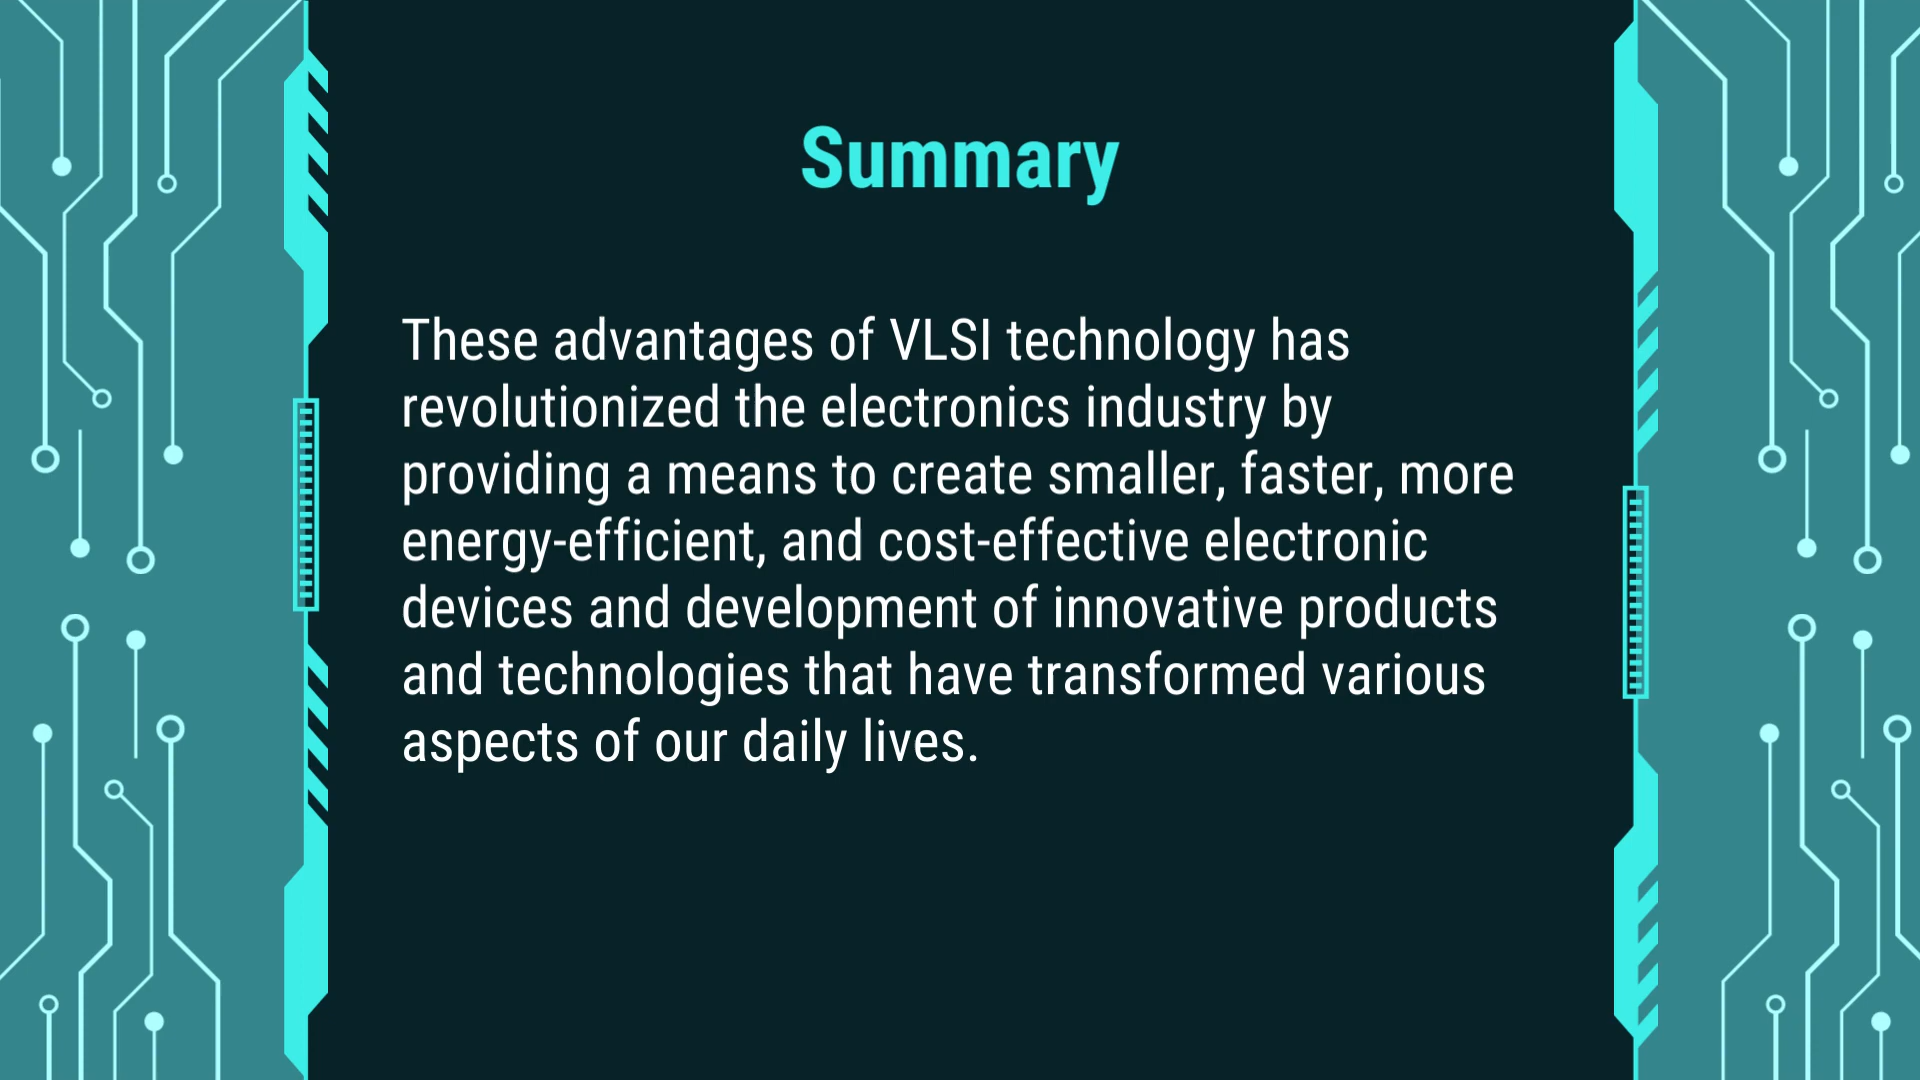 Summary
These advantages of VLSI technology has
revolutionized the electronics industry by
providing a means to create smaller, faster, more
energy-efficient, and cost-effective electronic
devices and development of innovative products
and technologies that have transformed various
aspects of our daily lives.